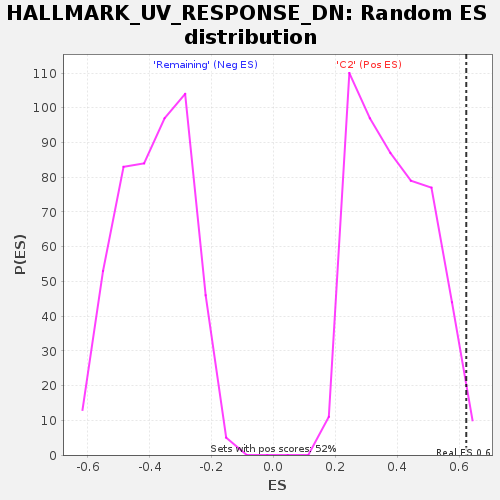 HALLMARK_UV_RESPONSE_DN: Random ES
distribution
'Remaining' (Neg ES)
'C2' (Pos ES)
110
100
90
80
70
60
50
40
30
20
10
0
P(ES)
Sets with pos scores: 52%
Real ES 0.6
-0.6 -0.4 -0.2 0.0 0.2 0.4 0.6
ES